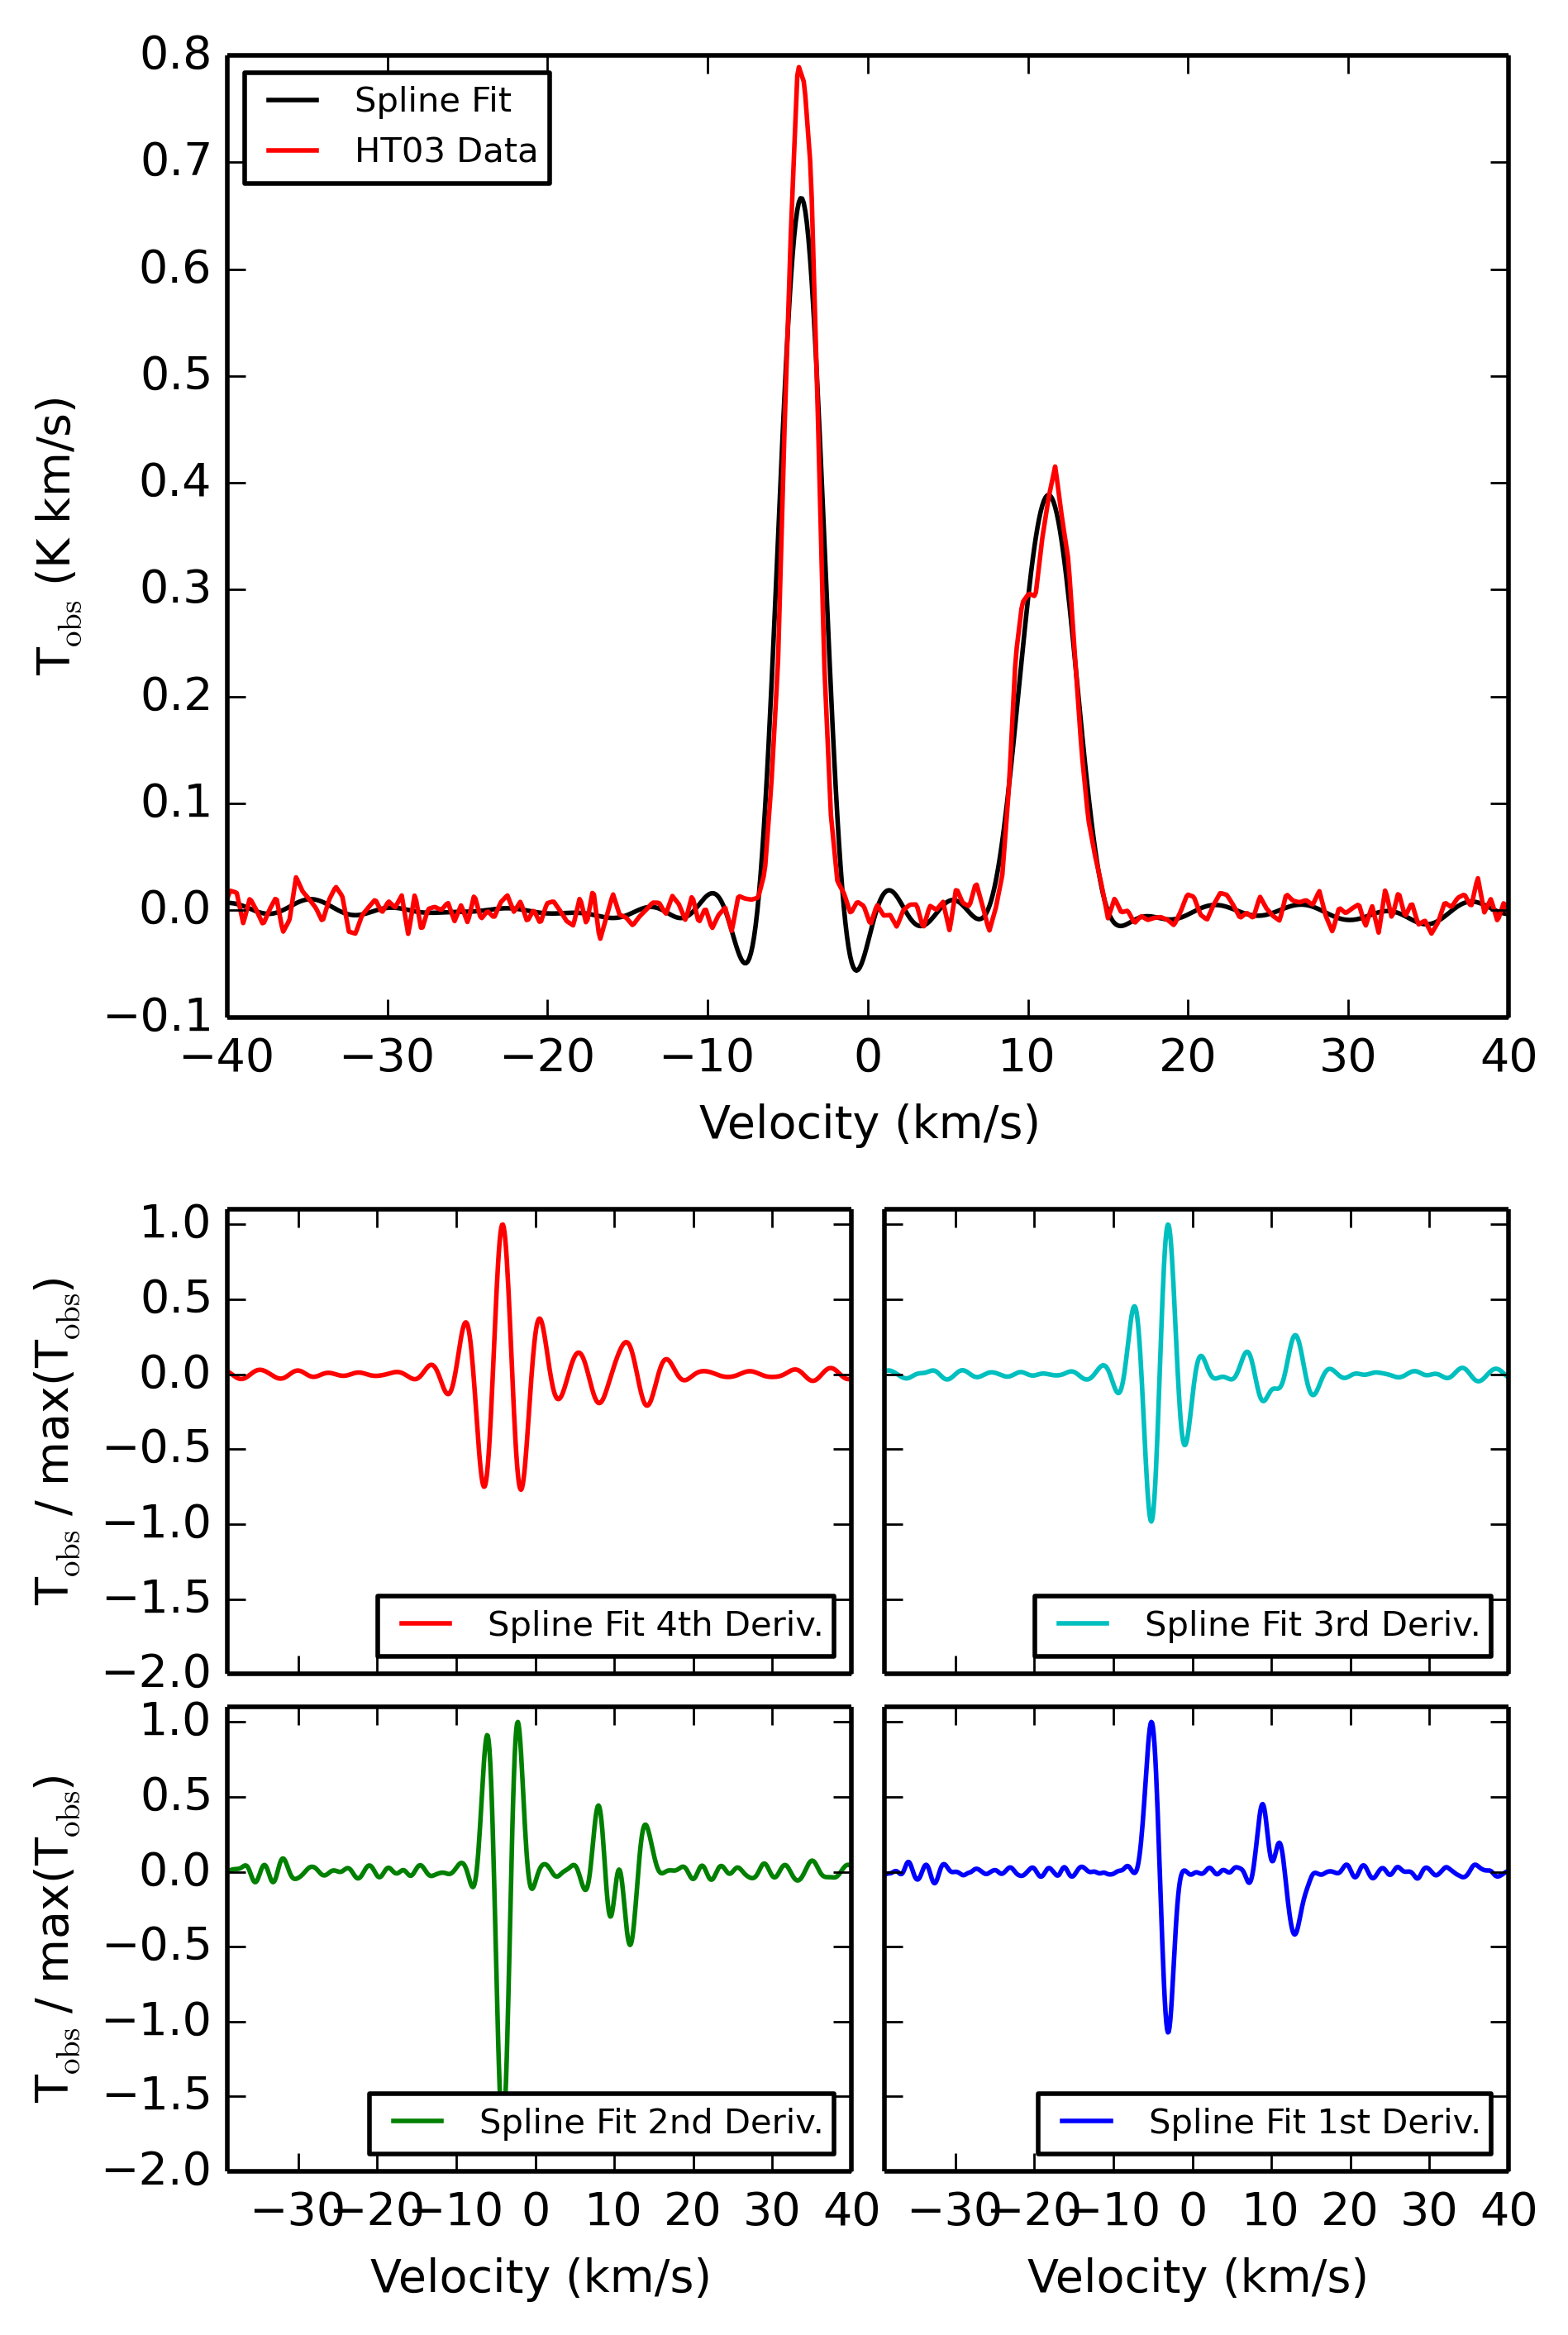 0.8
Spline Fit
HT03 Data
0.7
0.6
0.5
0.4
0.3
0.2
0.1
0.0
−0.1
T_obs (K km/s)
−40 −30 −20 −10 0 10 20 30 40
Velocity (km/s)
1.0
0.5
0.0
−0.5
−1.0
−1.5
−2.0
T_obs / max(T_obs)
Spline Fit 4th Deriv.
Spline Fit 3rd Deriv.
1.0
0.5
0.0
−0.5
−1.0
−1.5
−2.0
T_obs / max(T_obs)
Spline Fit 2nd Deriv.
Spline Fit 1st Deriv.
−30 −20 −10 0 10 20 30 40
−30 −20 −10 0 10 20 30 40
Velocity (km/s)
Velocity (km/s)